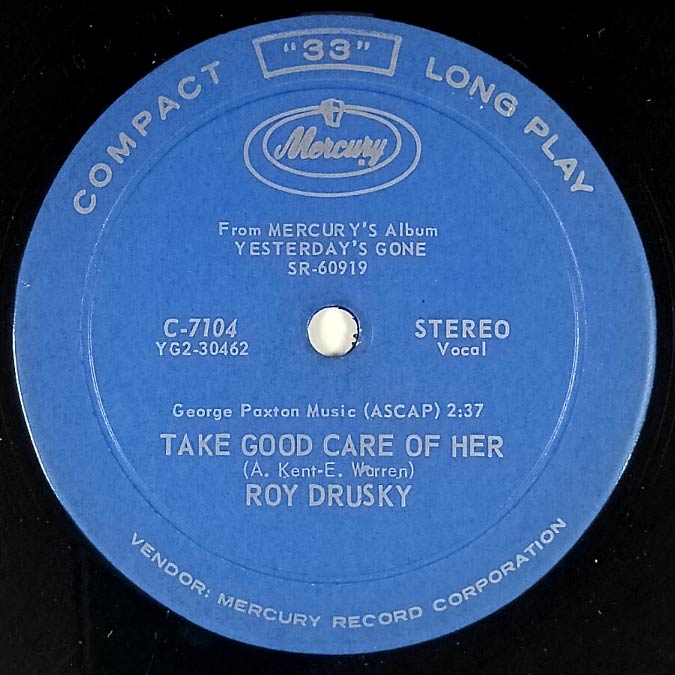 COMPACT "33" LONG PLAY
Mercury
From MERCURY'S Album
YESTERDAY'S GONE
SR-60919
C-7104 STEREO
YG2-30462 Vocal
George Paxton Music (ASCAP) 2:37
TAKE GOOD CARE OF HER
(A. Kent-E. Warren)
ROY DRUSKY
VENDOR: MERCURY RECORD CORPORATION